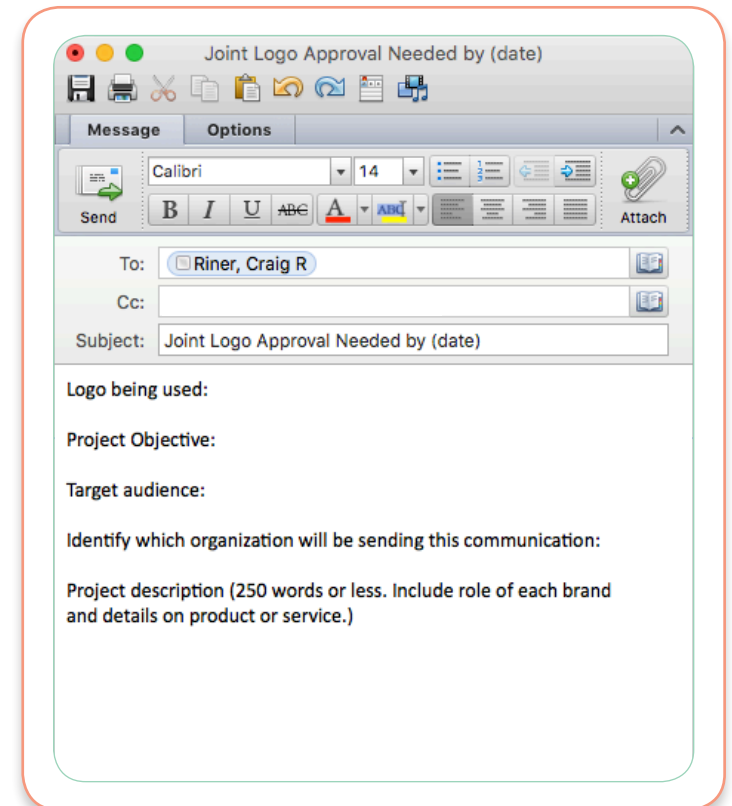 Joint Logo Approval Needed by (date)
Message
Options
Calibri
14
Send
B I U ABC A ABC
Attach
To: Riner, Craig R
Cc:
Subject: Joint Logo Approval Needed by (date)
Logo being used:
Project Objective:
Target audience:
Identify which organization will be sending this communication:
Project description (250 words or less. Include role of each brand
and details on product or service.)